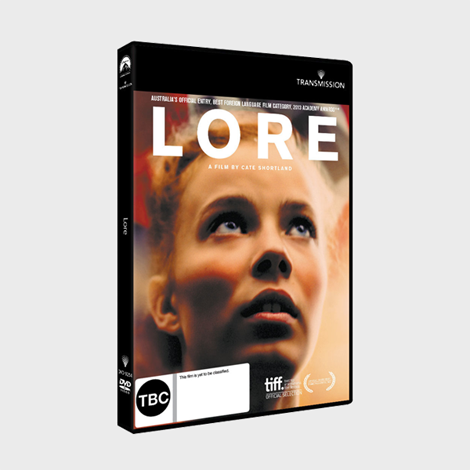 TRANSMISSION
AUSTRALIA'S OFFICIAL ENTRY, BEST FOREIGN LANGUAGE FILM CATEGORY, 2013 ACADEMY AWARDS™
LORE
A FILM BY CATE SHORTLAND
Lore
This film is yet to be classified.
TBC
tiff.
OFFICIAL SELECTION
DVD